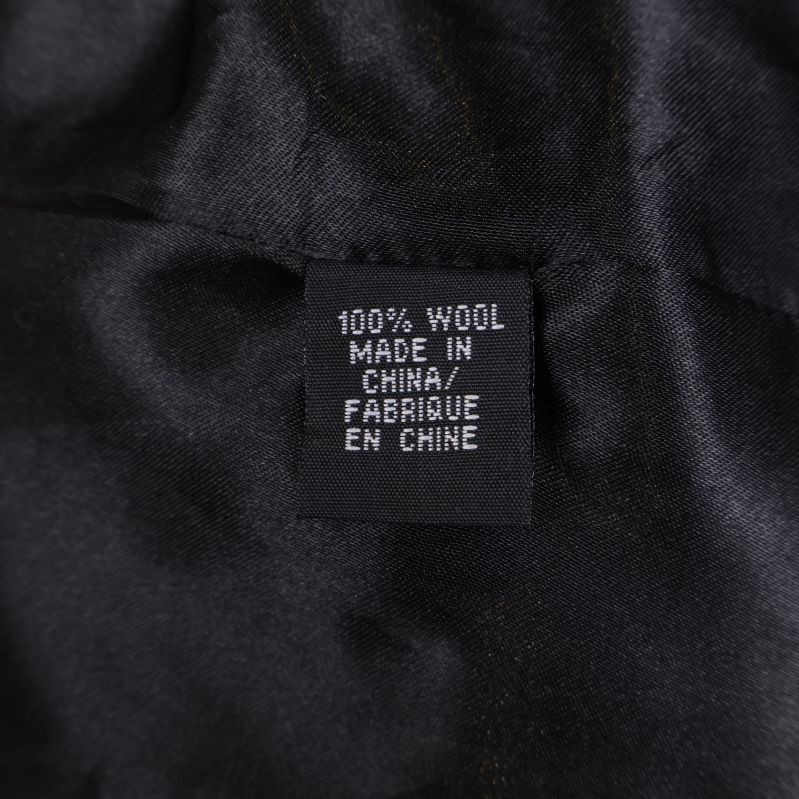 100% WOOL
MADE IN
CHINA/
FABRIQUE
EN CHINE